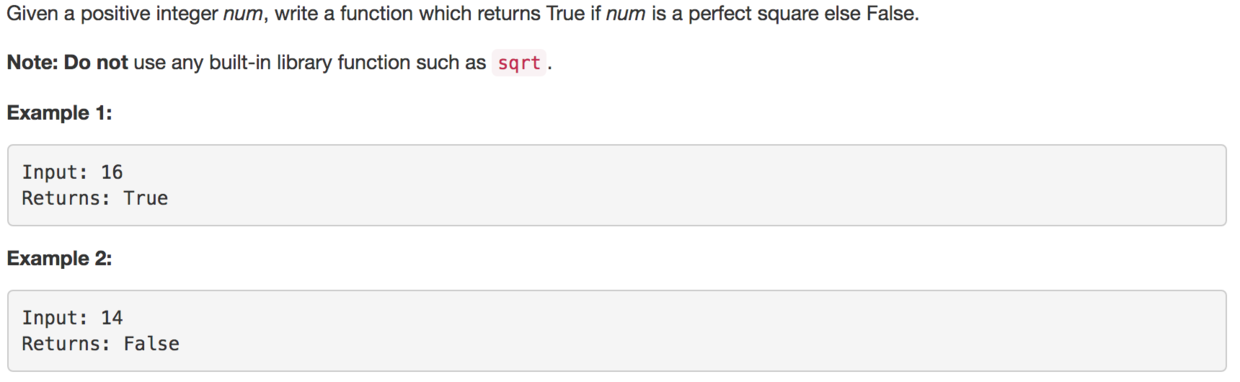 Given a positive integer num, write a function which returns True if num is a perfect square else False.
Note: Do not use any built-in library function such as sqrt .
Example 1:
Input: 16
Returns: True
Example 2:
Input: 14
Returns: False